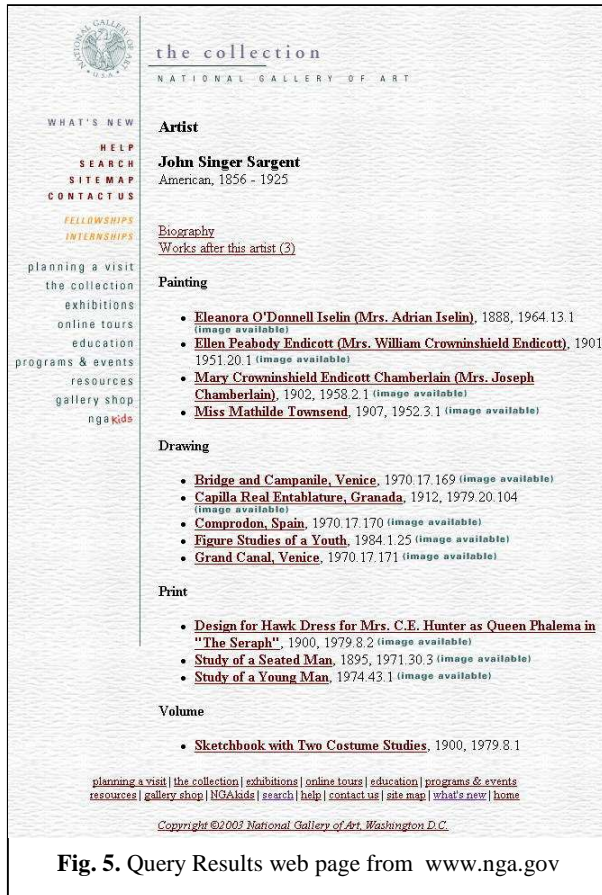 NATIONAL GALLERY OF ART
• U.S.A. •
the collection
NATIONAL GALLERY OF ART
WHAT'S NEW
HELP
SEARCH
SITEMAP
CONTACT US
FELLOWSHIPS
INTERNSHIPS
planning a visit
the collection
exhibitions
online tours
education
programs & events
resources
gallery shop
nga kids
Artist
John Singer Sargent
American, 1856 - 1925
Biography
Works after this artist (3)
Painting
• Eleanora O'Donnell Iselin (Mrs. Adrian Iselin), 1888, 1964.13.1
(image available)
• Ellen Peabody Endicott (Mrs. William Crowninshield Endicott), 1901
1951.20.1 (image available)
• Mary Crowninshield Endicott Chamberlain (Mrs. Joseph
Chamberlain), 1902, 1958.2.1 (image available)
• Miss Mathilde Townsend, 1907, 1952.3.1 (image available)
Drawing
• Bridge and Campanile, Venice, 1970.17.169 (image available)
• Capilla Real Entablature, Granada, 1912, 1979.20.104
(image available)
• Comprodon, Spain, 1970.17.170 (image available)
• Figure Studies of a Youth, 1984.1.25 (image available)
• Grand Canal, Venice, 1970.17.171 (image available)
Print
• Design for Hawk Dress for Mrs. C.E. Hunter as Queen Phalema in
"The Seraph", 1900, 1979.8.2 (image available)
• Study of a Seated Man, 1895, 1971.30.3 (image available)
• Study of a Young Man, 1974.43.1 (image available)
Volume
• Sketchbook with Two Costume Studies, 1900, 1979.8.1
planning a visit | the collection | exhibitions | online tours | education | programs & events
resources | gallery shop | NGAkids | search | help | contact us | site map | what's new | home
Copyright ©2003 National Gallery of Art, Washington D.C.
Fig. 5. Query Results web page from www.nga.gov